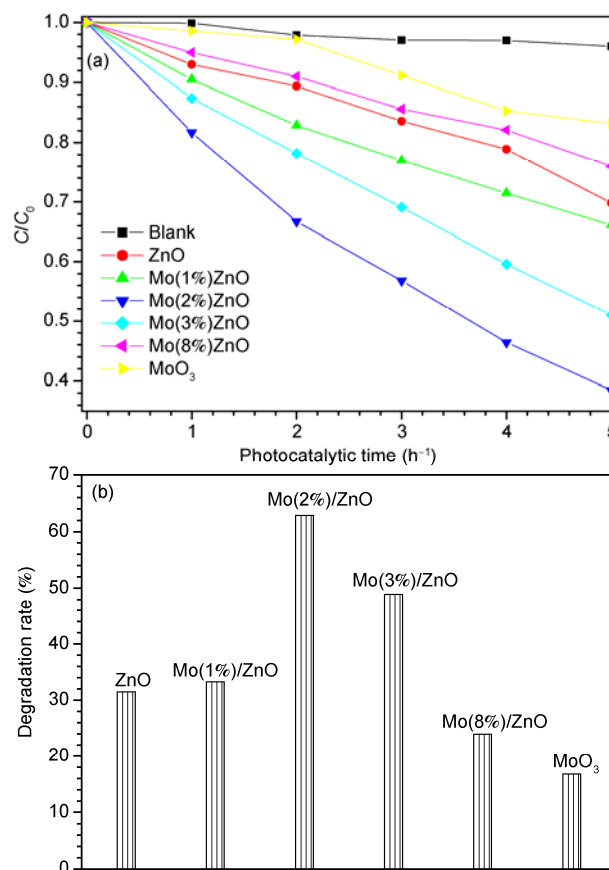 (a)
C/C₀
1.0
0.9
0.8
0.7
0.6
0.5
0.4
Blank
ZnO
Mo(1%)ZnO
Mo(2%)ZnO
Mo(3%)ZnO
Mo(8%)ZnO
MoO₃
0 1 2 3 4 5
Photocatalytic time (h⁻¹)
(b)
Degradation rate (%)
70
60
50
40
30
20
10
0
ZnO
Mo(1%)/ZnO
Mo(2%)/ZnO
Mo(3%)/ZnO
Mo(8%)/ZnO
MoO₃